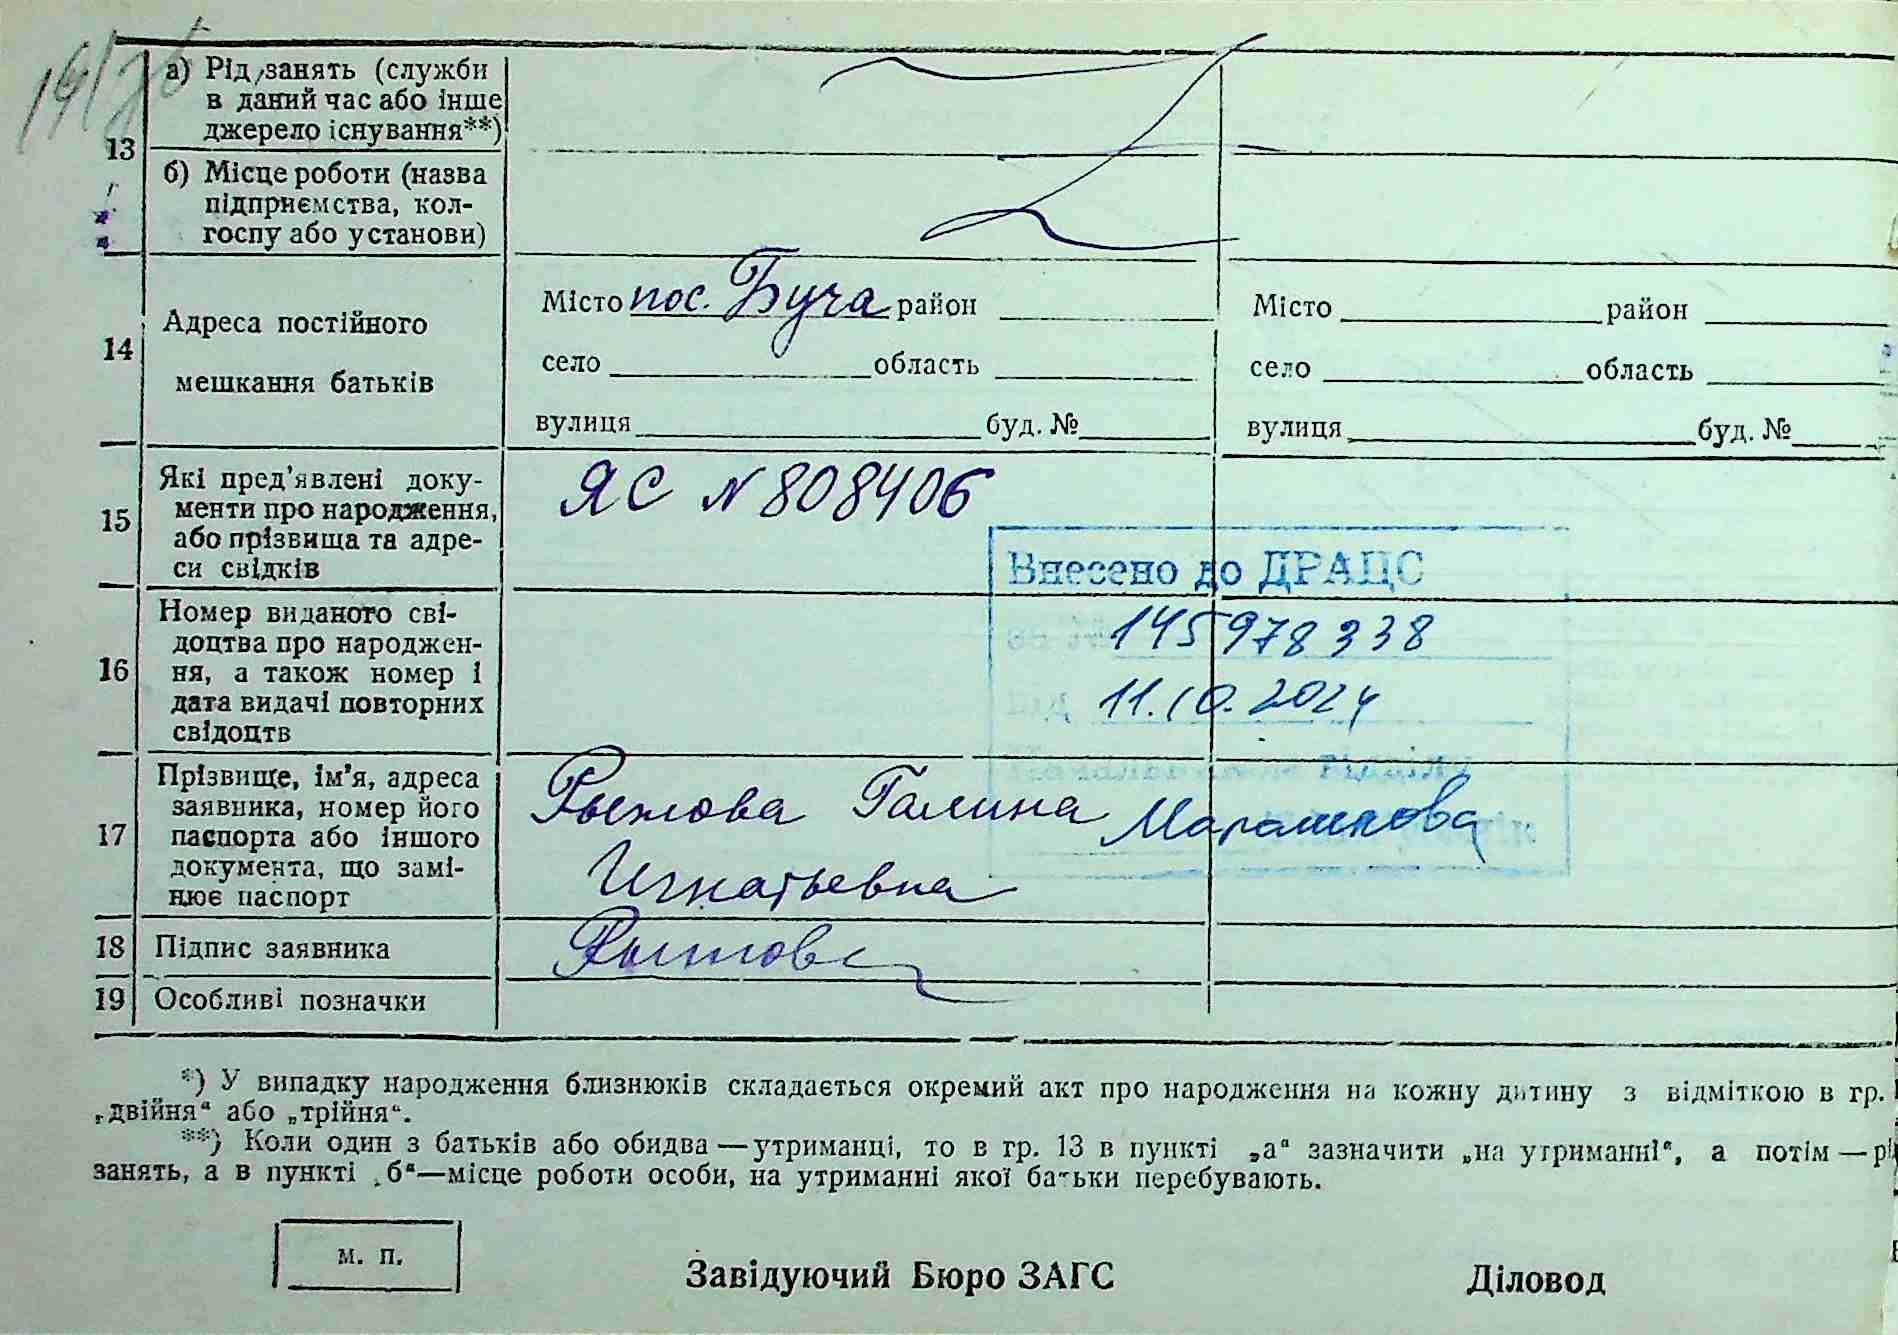 13
а) Рід занять (служби
в даний час або інше
джерело існування**)
б) Місце роботи (назва
підприємства, кол-
госпу або установи)
14
Адреса постійного
мешкання батьків
Місто пос. Буча район
село область
вулиця буд. №
Місто район
село область
вулиця буд. №
15
Які пред’явлені доку-
менти про народження,
або прізвища та адре-
си свідків
ЯС N 808406
Внесено до ДРАЦС
за № 145978338
від 11.10.2024
16
Номер виданого сві-
доцтва про народжен-
ня, а також номер і
дата видачі повторних
свідоцтв
17
Прізвище, ім’я, адреса
заявника, номер його
паспорта або іншого
документа, що замі-
нює паспорт
Рыжова Галина
Игнатьевна
18 Підпис заявника
19 Особливі позначки
*) У випадку народження близнюків складається окремий акт про народження на кожну дитину з відміткою в гр.
„двійня“ або „трійня“.
**) Коли один з батьків або обидва — утриманці, то в гр. 13 в пункті „а“ зазначити „на утриманні“, а потім — рі
занять, а в пункті „б“—місце роботи особи, на утриманні якої батьки перебувають.
м. п.
Завідуючий Бюро ЗАГС
Діловод